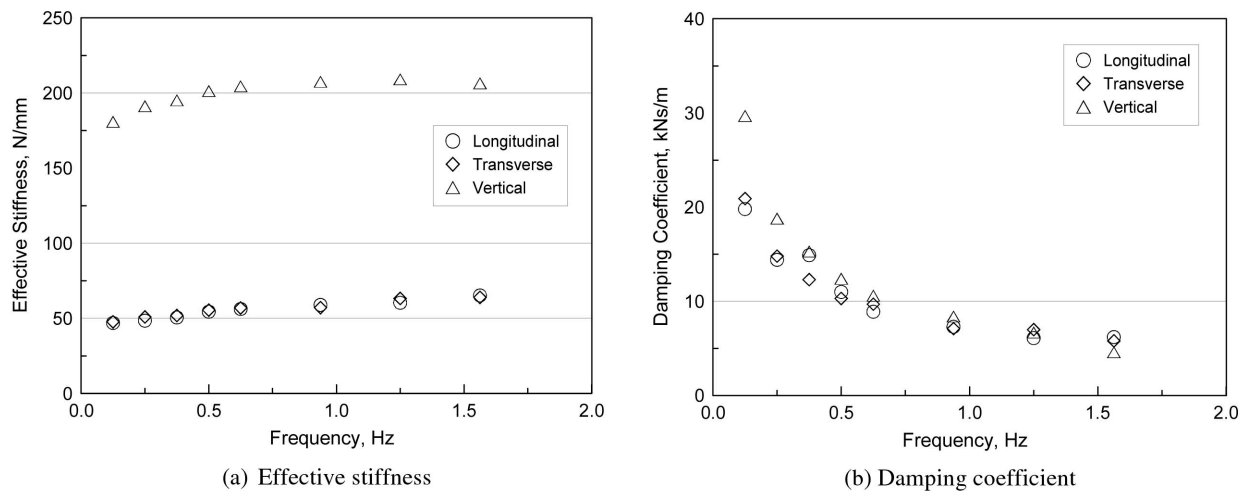 250
200
150
100
50
0
Effective Stiffness, N/mm
Longitudinal
Transverse
Vertical
0.0 0.5 1.0 1.5 2.0
Frequency, Hz
(a) Effective stiffness
40
30
20
10
0
Damping Coefficient, kNs/m
Longitudinal
Transverse
Vertical
0.0 0.5 1.0 1.5 2.0
Frequency, Hz
(b) Damping coefficient